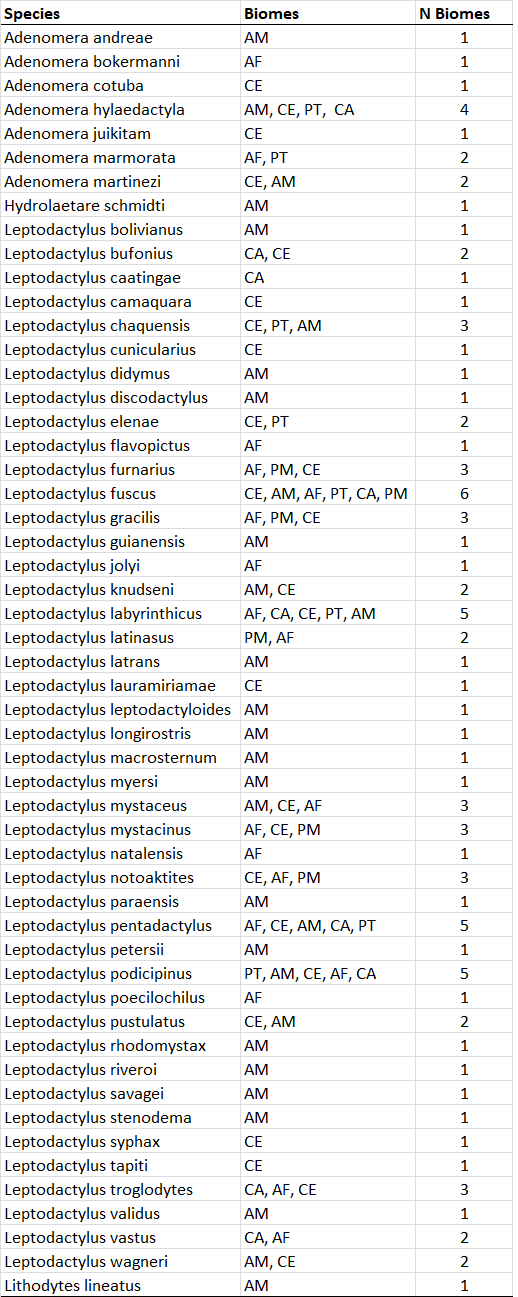 Species Biomes N Biomes
Adenomera andreae AM 1
Adenomera bokermanni AF 1
Adenomera cotuba CE 1
Adenomera hylaedactyla AM, CE, PT,  CA 4
Adenomera juikitam CE 1
Adenomera marmorata AF, PT 2
Adenomera martinezi CE, AM 2
Hydrolaetare schmidti AM 1
Leptodactylus bolivianus AM 1
Leptodactylus bufonius CA, CE 2
Leptodactylus caatingae CA 1
Leptodactylus camaquara CE 1
Leptodactylus chaquensis CE, PT, AM 3
Leptodactylus cunicularius CE 1
Leptodactylus didymus AM 1
Leptodactylus discodactylus AM 1
Leptodactylus elenae CE, PT 2
Leptodactylus flavopictus AF 1
Leptodactylus furnarius AF, PM, CE 3
Leptodactylus fuscus CE, AM, AF, PT, CA, PM 6
Leptodactylus gracilis AF, PM, CE 3
Leptodactylus guianensis AM 1
Leptodactylus jolyi AF 1
Leptodactylus knudseni AM, CE 2
Leptodactylus labyrinthicus AF, CA, CE, PT, AM 5
Leptodactylus latinasus PM, AF 2
Leptodactylus latrans AM 1
Leptodactylus lauramiriamae CE 1
Leptodactylus leptodactyloides AM 1
Leptodactylus longirostris AM 1
Leptodactylus macrosternum AM 1
Leptodactylus myersi AM 1
Leptodactylus mystaceus AM, CE, AF 3
Leptodactylus mystacinus AF, CE, PM 3
Leptodactylus natalensis AF 1
Leptodactylus notoaktites CE, AF, PM 3
Leptodactylus paraensis AM 1
Leptodactylus pentadactylus AF, CE, AM, CA, PT 5
Leptodactylus petersii AM 1
Leptodactylus podicipinus PT, AM, CE, AF, CA 5
Leptodactylus poecilochilus AF 1
Leptodactylus pustulatus CE, AM 2
Leptodactylus rhodomystax AM 1
Leptodactylus riveroi AM 1
Leptodactylus savagei AM 1
Leptodactylus stenodema AM 1
Leptodactylus syphax CE 1
Leptodactylus tapiti CE 1
Leptodactylus troglodytes CA, AF, CE 3
Leptodactylus validus AM 1
Leptodactylus vastus CA, AF 2
Leptodactylus wagneri AM, CE 2
Lithodytes lineatus AM 1